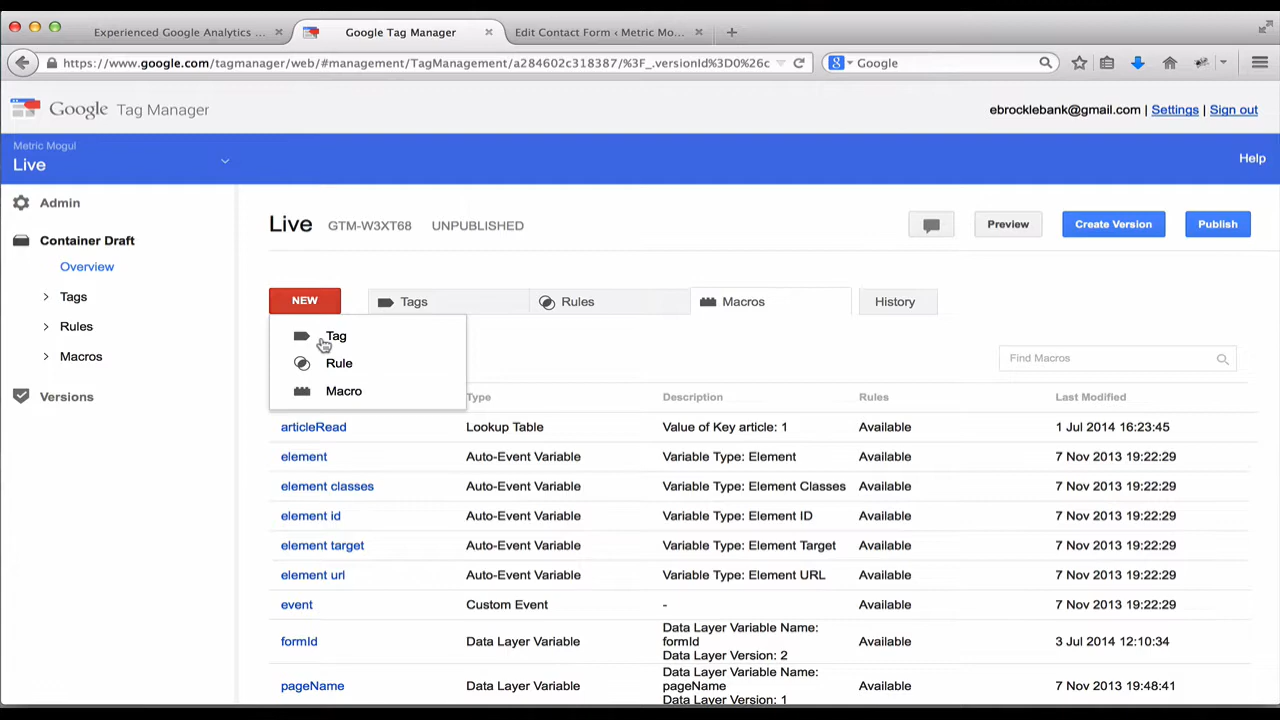 Experienced Google Analytics ...
Google Tag Manager
Edit Contact Form ‹ Metric Mo...
https://www.google.com/tagmanager/web/#management/TagManagement/a284602c318387/%3F_.versionId%3D0%26c
Google
Google Tag Manager
ebrocklebank@gmail.com | Settings | Sign out
Metric Mogul
Live
Help
Admin
Container Draft
Overview
Tags
Rules
Macros
Versions
Live GTM-W3XT68 UNPUBLISHED
Preview
Create Version
Publish
NEW
Tags
Rules
Macros
History
Tag
Rule
Macro
Find Macros
Type Description Rules Last Modified
articleRead Lookup Table Value of Key article: 1 Available 1 Jul 2014 16:23:45
element Auto-Event Variable Variable Type: Element Available 7 Nov 2013 19:22:29
element classes Auto-Event Variable Variable Type: Element Classes Available 7 Nov 2013 19:22:29
element id Auto-Event Variable Variable Type: Element ID Available 7 Nov 2013 19:22:29
element target Auto-Event Variable Variable Type: Element Target Available 7 Nov 2013 19:22:29
element url Auto-Event Variable Variable Type: Element URL Available 7 Nov 2013 19:22:29
event Custom Event - Available 7 Nov 2013 19:22:29
Data Layer Variable Name:
formId Data Layer Variable formId Available 3 Jul 2014 12:10:34
Data Layer Version: 2
Data Layer Variable Name:
pageName Data Layer Variable pageName Available 7 Nov 2013 19:48:41
Data Layer Version: 1